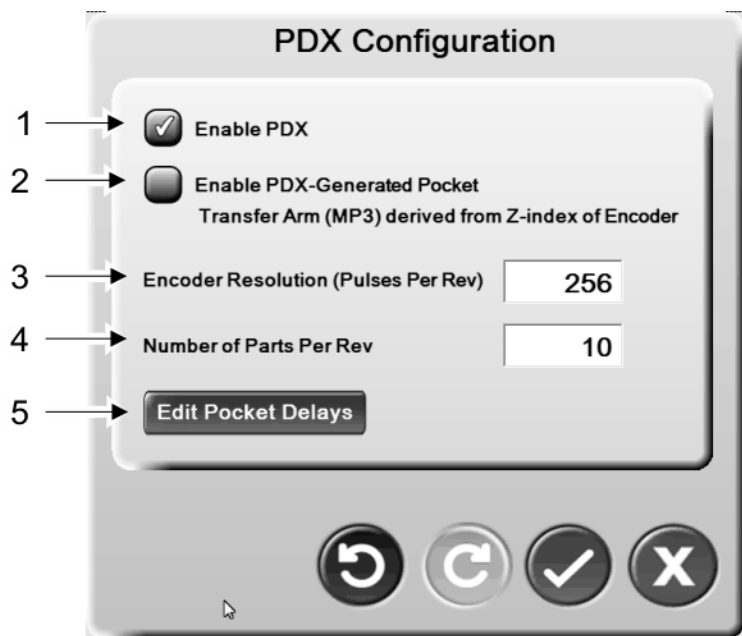 PDX Configuration
1
Enable PDX
2
Enable PDX-Generated Pocket
Transfer Arm (MP3) derived from Z-index of Encoder
3
Encoder Resolution (Pulses Per Rev) 256
4
Number of Parts Per Rev 10
5
Edit Pocket Delays